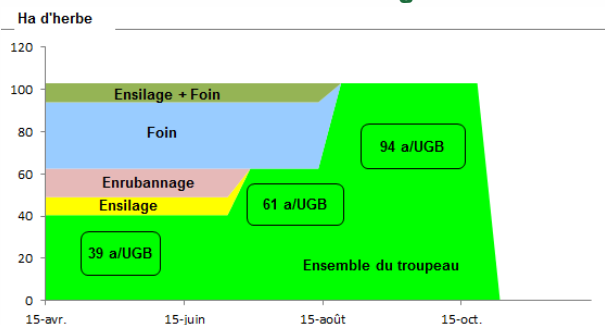 Ha d'herbe
120
100
80
60
40
20
0
Ensilage + Foin
Foin
Enrubannage
Ensilage
39 a/UGB
61 a/UGB
94 a/UGB
Ensemble du troupeau
15-avr.
15-juin
15-août
15-oct.